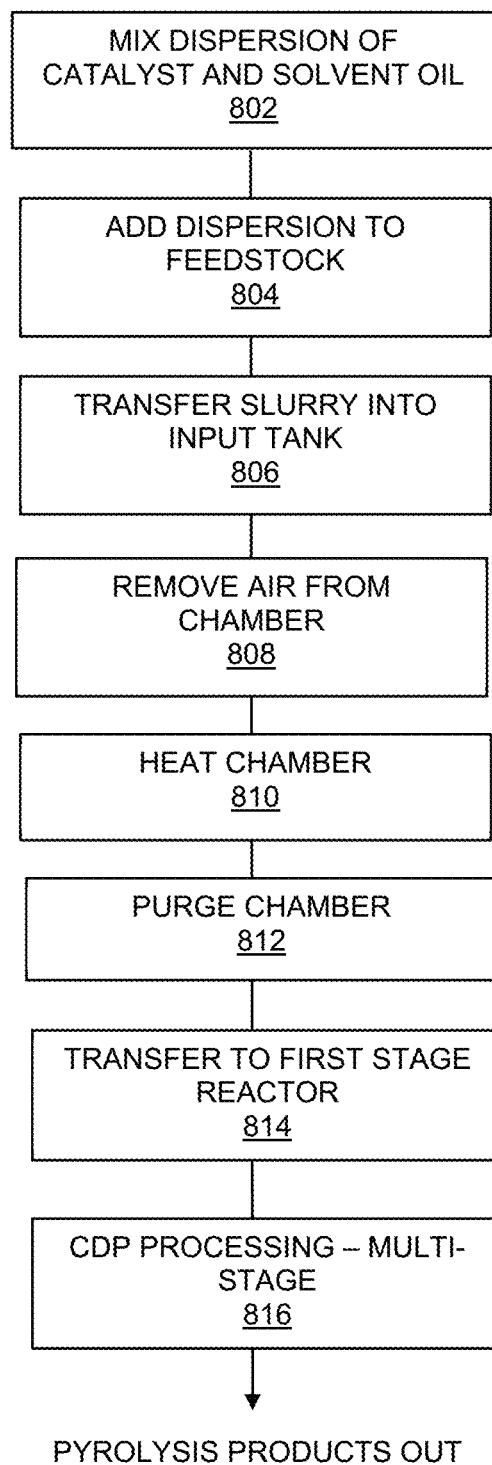 MIX DISPERSION OF
CATALYST AND SOLVENT OIL
802
ADD DISPERSION TO
FEEDSTOCK
804
TRANSFER SLURRY INTO
INPUT TANK
806
REMOVE AIR FROM
CHAMBER
808
HEAT CHAMBER
810
PURGE CHAMBER
812
TRANSFER TO FIRST STAGE
REACTOR
814
CDP PROCESSING – MULTI-
STAGE
816
PYROLYSIS PRODUCTS OUT